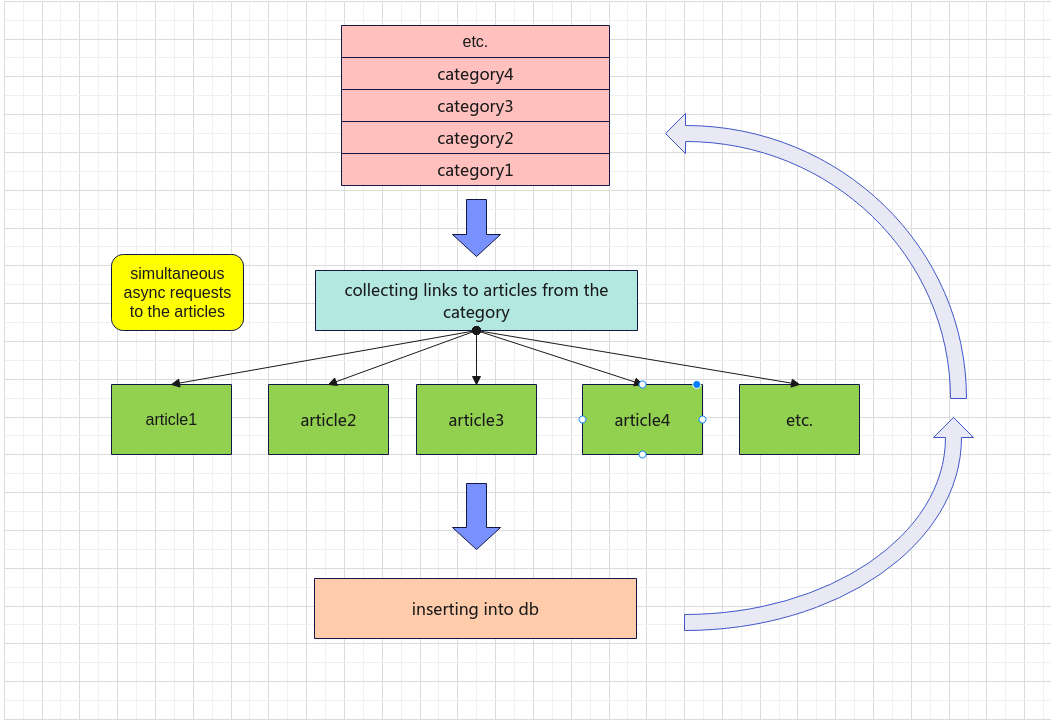 etc.
category4
category3
category2
category1
simultaneous
async requests
to the articles
collecting links to articles from the
category
article1
article2
article3
article4
etc.
inserting into db